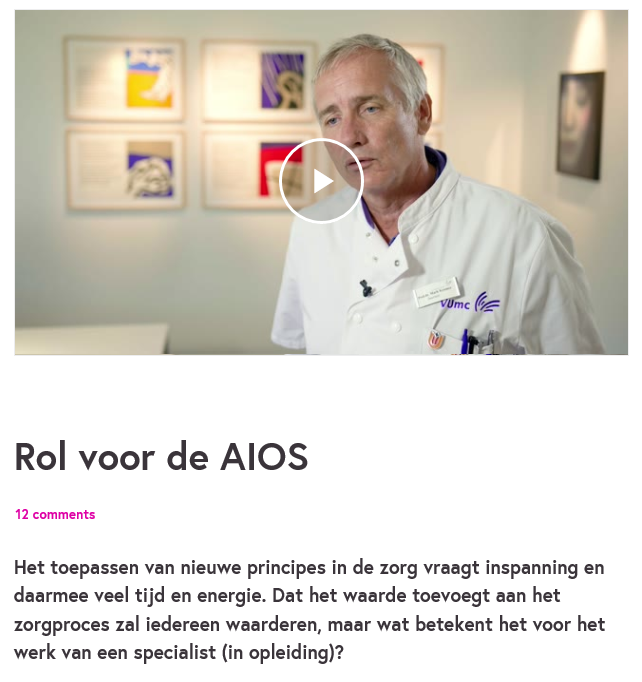 VUmc
Rol voor de AIOS
12 comments
Het toepassen van nieuwe principes in de zorg vraagt inspanning en
daarmee veel tijd en energie. Dat het waarde toevoegt aan het
zorgproces zal iedereen waarderen, maar wat betekent het voor het
werk van een specialist (in opleiding)?